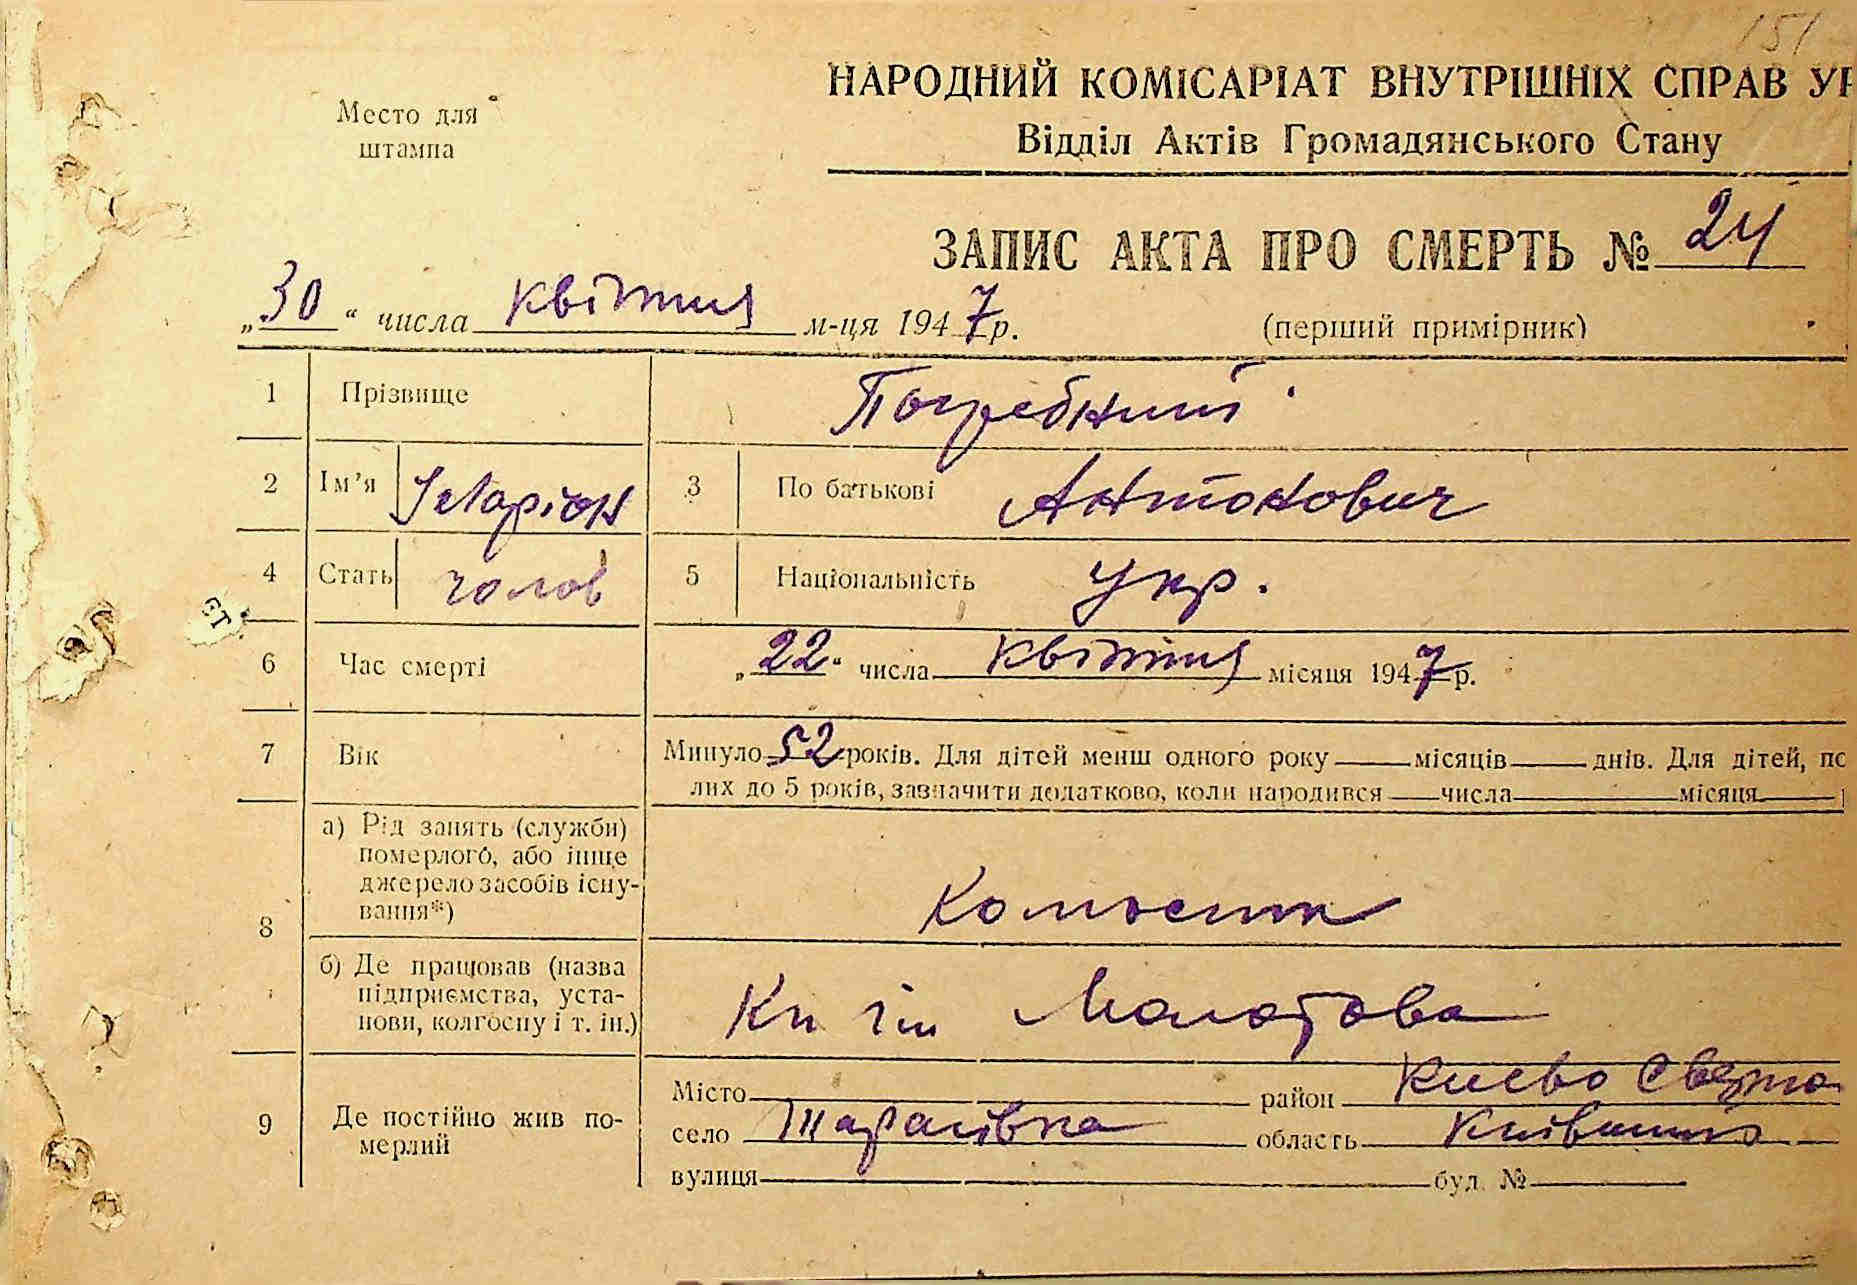 151
НАРОДНИЙ КОМІСАРІАТ ВНУТРІШНІХ СПРАВ УР
Место для
штампа
Відділ Актів Громадянського Стану
ЗАПИС АКТА ПРО СМЕРТЬ № 24
„30“ числа квітня м-ця 1947 р.
(перший примірник)
1 Прізвище Погребний
2 Ім’я Іларіон 3 По батькові Антонович
4 Стать чолов 5 Національність Укр.
6 Час смерті „22“ числа квітня місяця 1947 р.
7 Вік Минуло 52 років. Для дітей менш одного року місяців днів. Для дітей, по
лих до 5 років, зазначити додатково, коли народився числа місяця
8 а) Рід занять (служби)
померлого, або інше
джерело засобів існу-
вання*)
Колгоспник
б) Де працював (назва
підприємства, уста-
нови, колгоспу і т. ін.)
Кп ім Молотова
9 Де постійно жив по-
мерлий
Місто район Києво Свято
село Тарасівка область Київська
вулиця буд. №